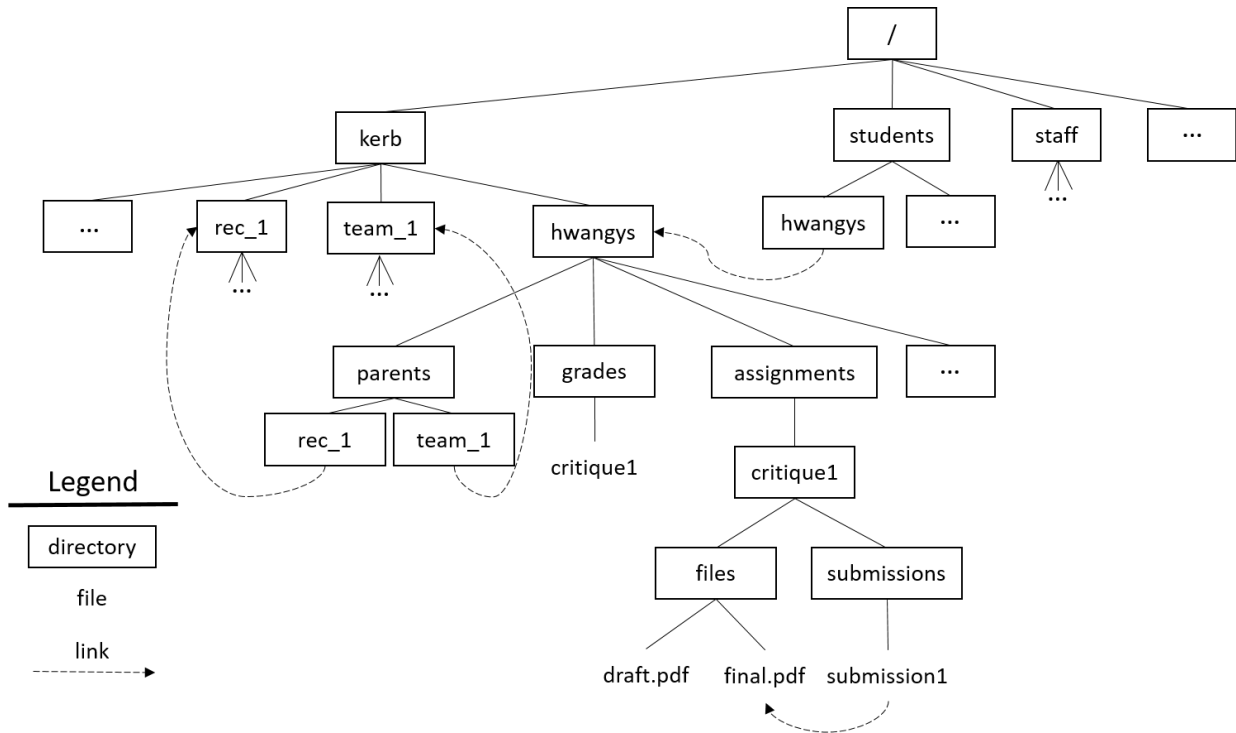 /
kerb
students
staff
...
...
rec_1
team_1
hwangys
hwangys
...
...
...
...
parents
grades
assignments
...
rec_1
team_1
critique1
critique1
Legend
directory
files
submissions
file
link
draft.pdf
final.pdf
submission1